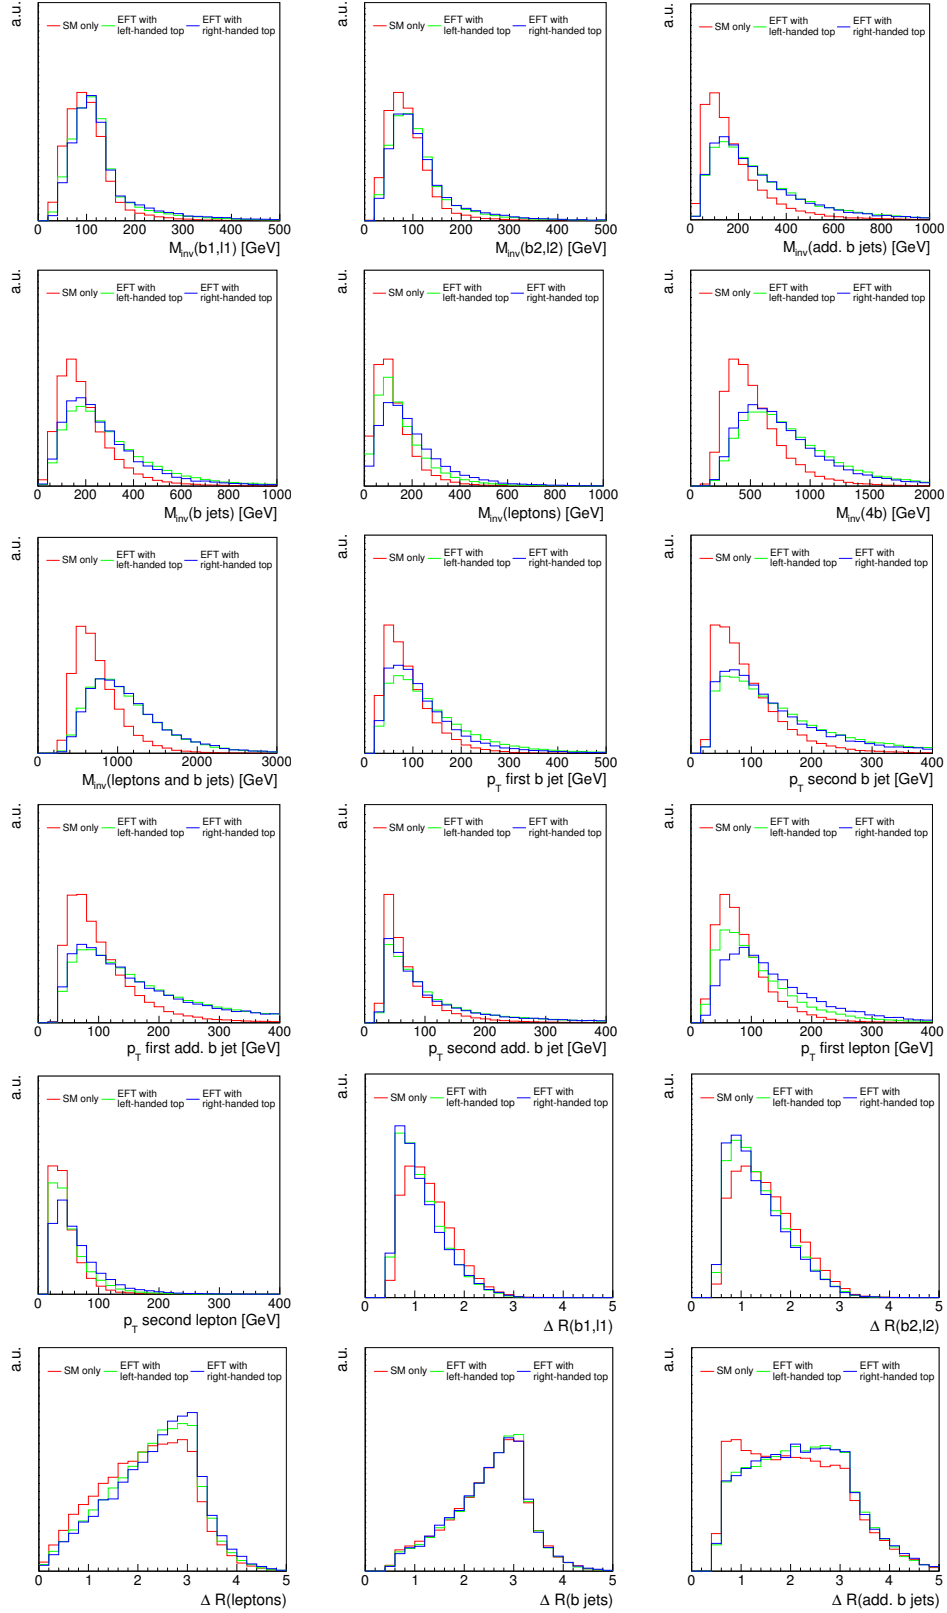 a.u. SM only EFT with left-handed top EFT with right-handed top
0 100 200 300 400 500
M_inv(b1,l1) [GeV]
a.u. SM only EFT with left-handed top EFT with right-handed top
0 100 200 300 400 500
M_inv(b2,l2) [GeV]
a.u. SM only EFT with left-handed top EFT with right-handed top
0 200 400 600 800 1000
M_inv(add. b jets) [GeV]
a.u. SM only EFT with left-handed top EFT with right-handed top
0 200 400 600 800 1000
M_inv(b jets) [GeV]
a.u. SM only EFT with left-handed top EFT with right-handed top
0 200 400 600 800 1000
M_inv(leptons) [GeV]
a.u. SM only EFT with left-handed top EFT with right-handed top
0 500 1000 1500 2000
M_inv(4b) [GeV]
a.u. SM only EFT with left-handed top EFT with right-handed top
0 1000 2000 3000
M_inv(leptons and b jets) [GeV]
a.u. SM only EFT with left-handed top EFT with right-handed top
0 100 200 300 400 500
p_T first b jet [GeV]
a.u. SM only EFT with left-handed top EFT with right-handed top
0 100 200 300 400
p_T second b jet [GeV]
a.u. SM only EFT with left-handed top EFT with right-handed top
0 100 200 300 400
p_T first add. b jet [GeV]
a.u. SM only EFT with left-handed top EFT with right-handed top
0 100 200 300 400
p_T second add. b jet [GeV]
a.u. SM only EFT with left-handed top EFT with right-handed top
0 100 200 300 400
p_T first lepton [GeV]
a.u. SM only EFT with left-handed top EFT with right-handed top
0 100 200 300 400
p_T second lepton [GeV]
a.u. SM only EFT with left-handed top EFT with right-handed top
0 1 2 3 4 5
Δ R(b1,l1)
a.u. SM only EFT with left-handed top EFT with right-handed top
0 1 2 3 4 5
Δ R(b2,l2)
a.u. SM only EFT with left-handed top EFT with right-handed top
0 1 2 3 4 5
Δ R(leptons)
a.u. SM only EFT with left-handed top EFT with right-handed top
0 1 2 3 4 5
Δ R(b jets)
a.u. SM only EFT with left-handed top EFT with right-handed top
0 1 2 3 4 5
Δ R(add. b jets)